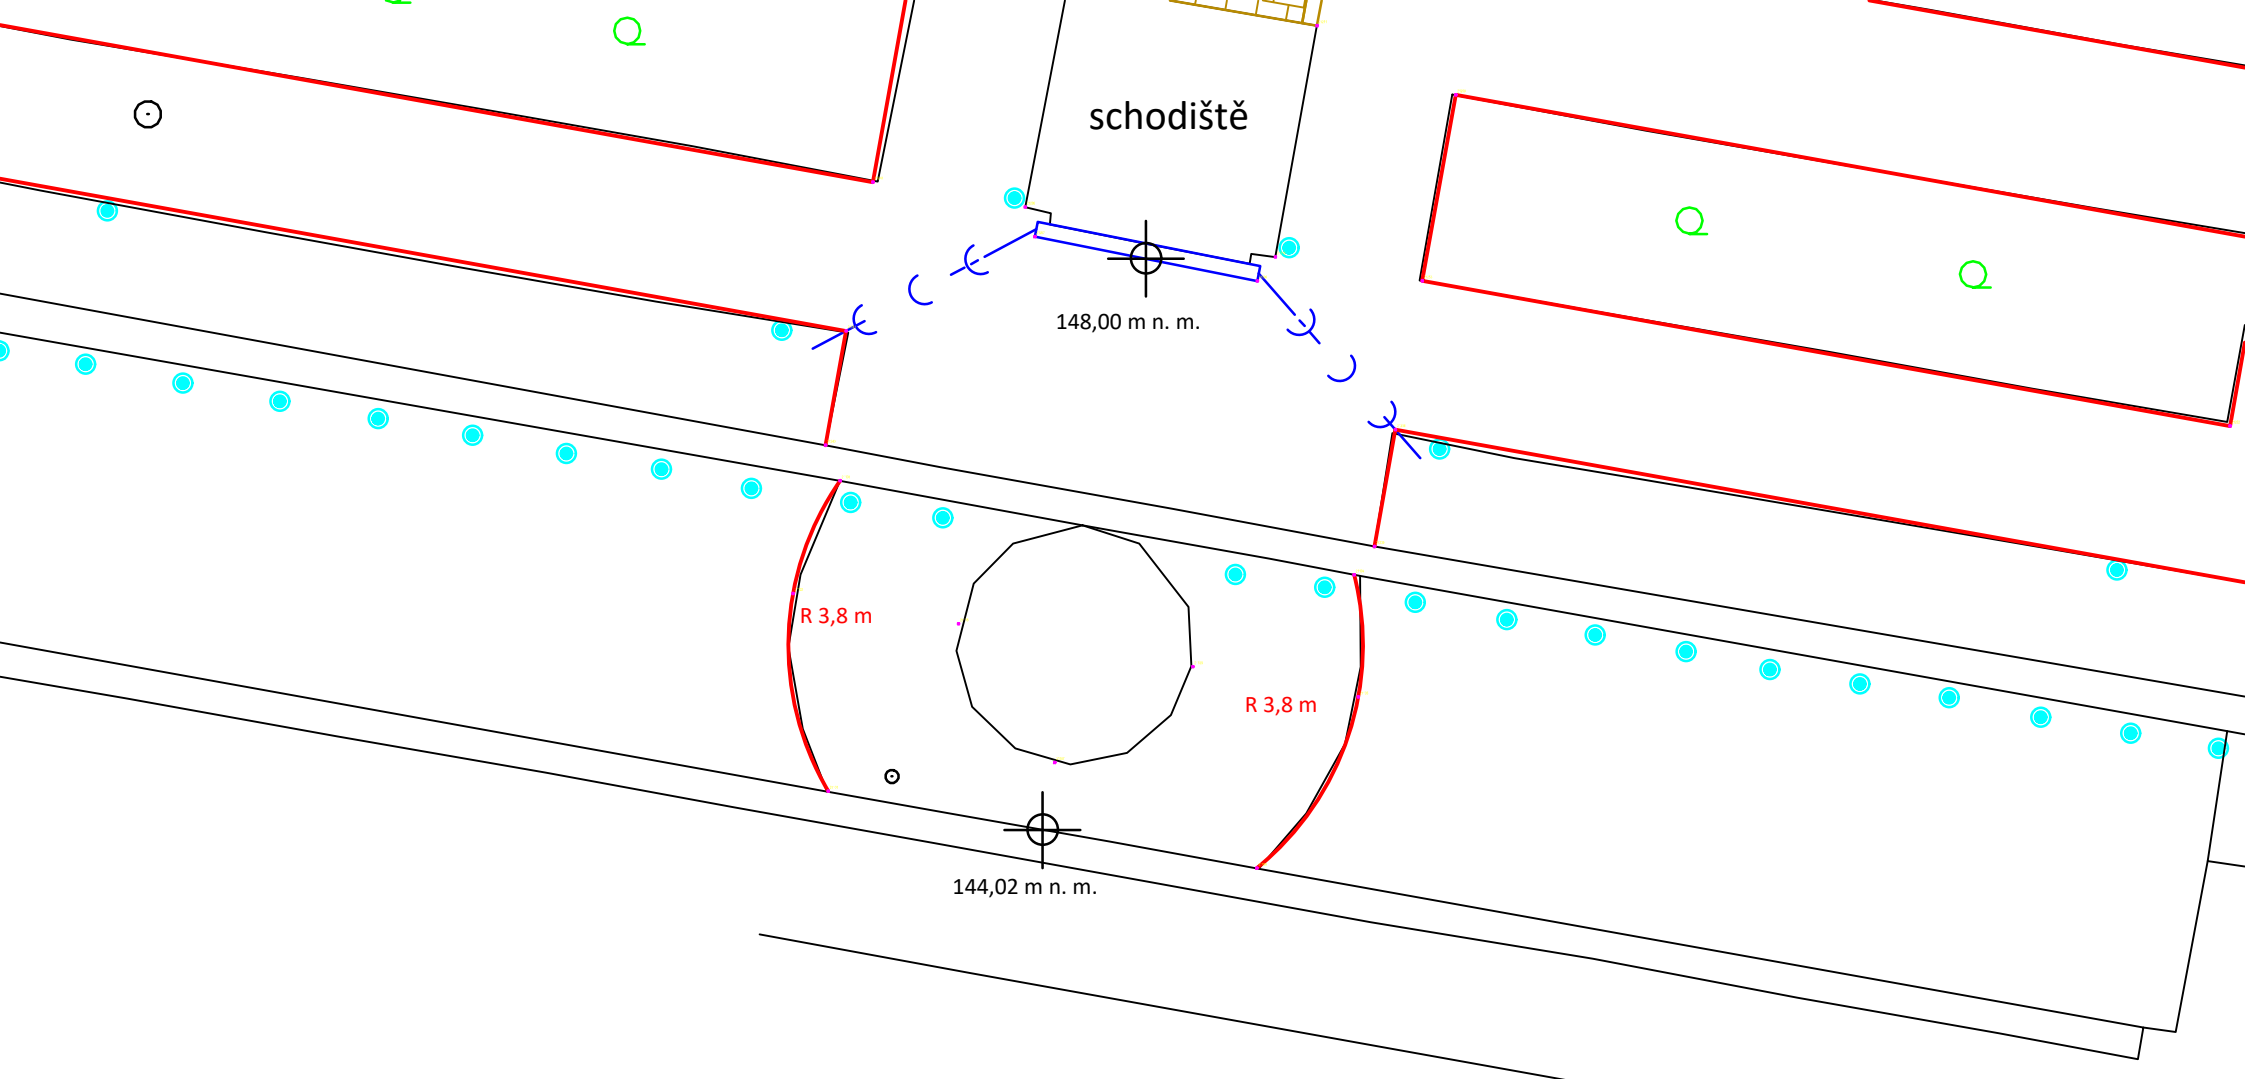 schodiště
148,00 m n. m.
R 3,8 m
R 3,8 m
144,02 m n. m.